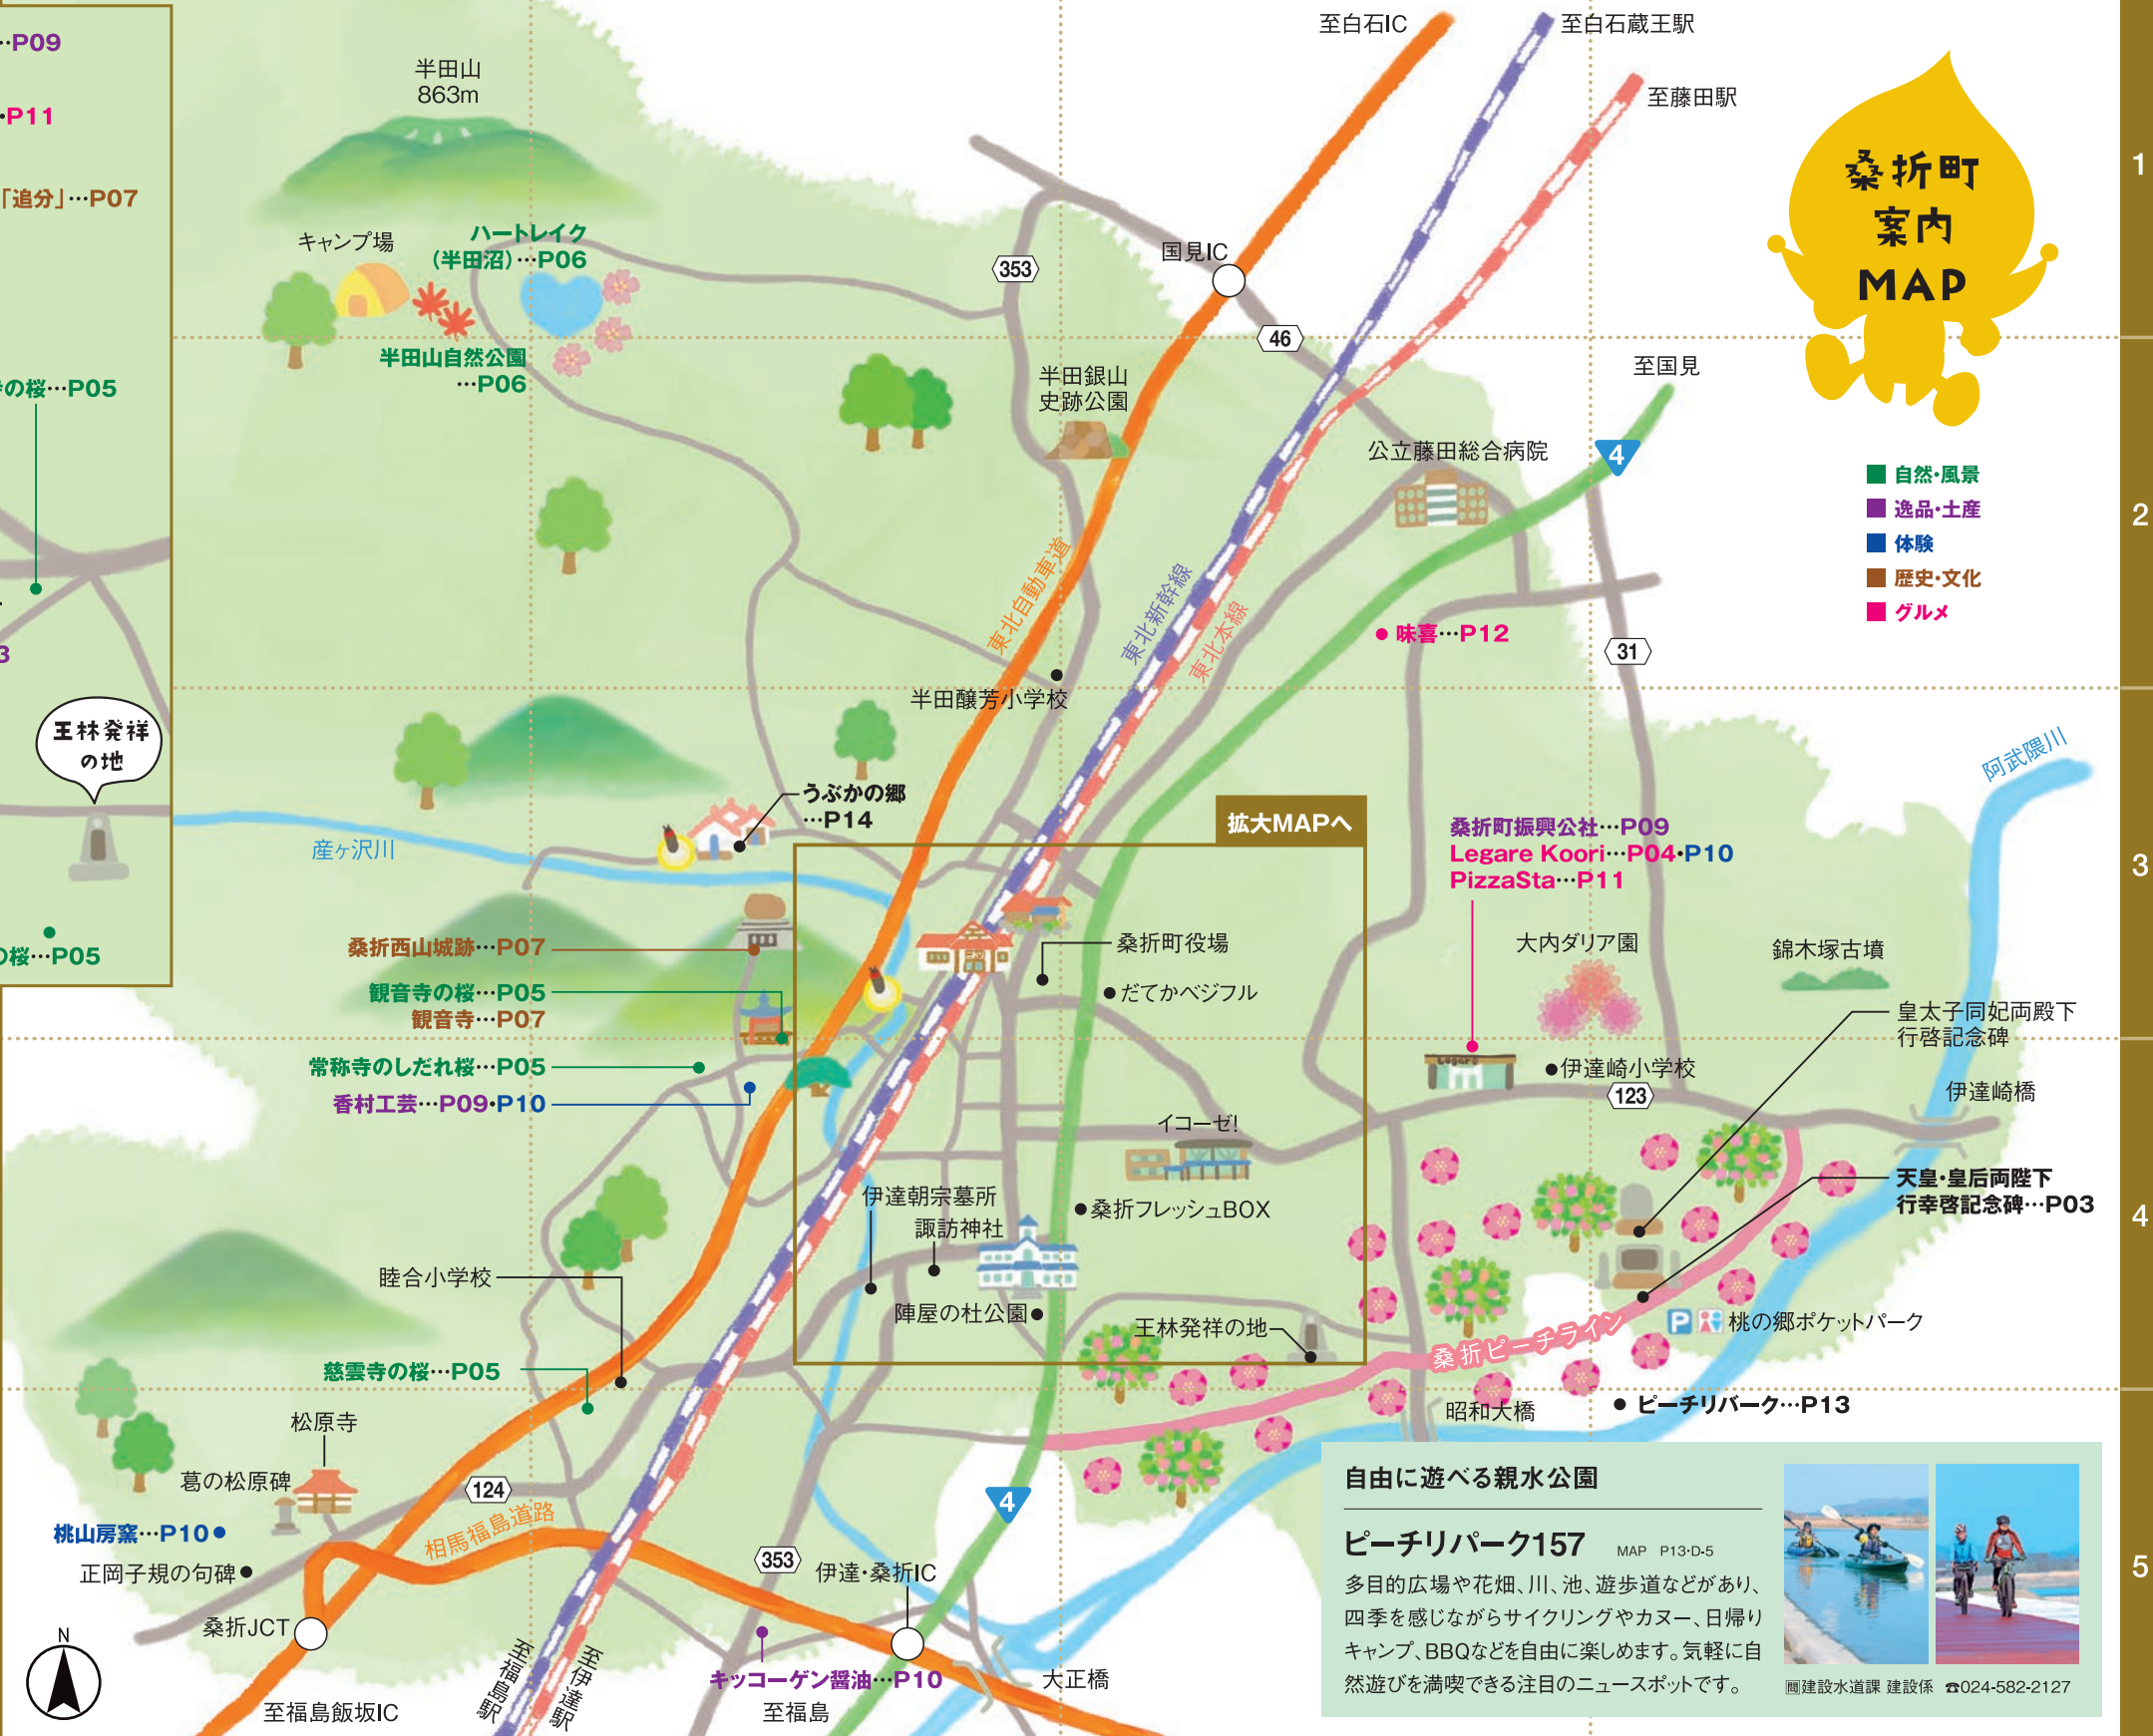 …P09
・P11
「追分」…P07
の桜…P05
3
王林発祥
の地
の桜…P05
半田山
863m
キャンプ場
ハートレイク
（半田沼）…P06
半田山自然公園
…P06
353
国見IC
46
至白石IC
至白石蔵王駅
至藤田駅
桑折町
案内
MAP
1
自然・風景
逸品・土産
体験
歴史・文化
グルメ
2
半田銀山
史跡公園
至国見
公立藤田総合病院
4
東北自動車道
東北新幹線
東北本線
味喜…P12
31
半田醸芳小学校
阿武隈川
うぶかの郷
…P14
産ヶ沢川
拡大MAPへ
桑折町振興公社…P09
Legare Koori…P04・P10
PizzaSta…P11
3
桑折西山城跡…P07
観音寺の桜…P05
観音寺…P07
桑折町役場
だてかベジフル
大内ダリア園
錦木塚古墳
皇太子同妃両殿下
行啓記念碑
常称寺のしだれ桜…P05
香村工芸…P09・P10
Legare
伊達崎小学校
123
伊達崎橋
イコーゼ!
天皇・皇后両陛下
行幸啓記念碑…P03
4
伊達朝宗墓所
諏訪神社
桑折フレッシュBOX
睦合小学校
陣屋の杜公園
王林発祥の地
桑折ピーチライン
P
桃の郷ポケットパーク
慈雲寺の桜…P05
昭和大橋
ピーチリパーク…P13
松原寺
葛の松原碑
124
桃山房窯…P10
正岡子規の句碑
相馬福島道路
353
4
伊達・桑折IC
桑折JCT
N
至福島飯坂IC
至福島駅
至伊達駅
キッコーゲン醤油…P10
至福島
大正橋
5
自由に遊べる親水公園
ピーチリパーク157 MAP P13・D-5
多目的広場や花畑、川、池、遊歩道などがあり、
四季を感じながらサイクリングやカヌー、日帰り
キャンプ、BBQなどを自由に楽しめます。気軽に自
然遊びを満喫できる注目のニュースポットです。
建設水道課 建設係 ☎024-582-2127